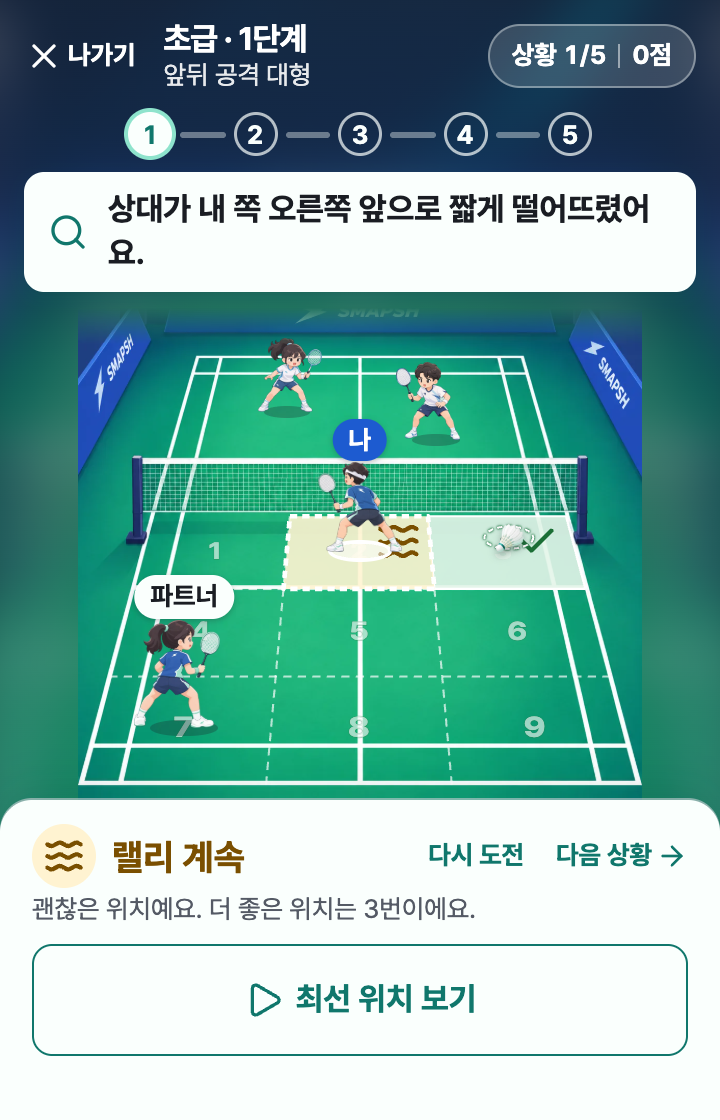 나가기
초급 · 1단계
앞뒤 공격 대형
상황 1/5 | 0점
1 2 3 4 5
상대가 내 쪽 오른쪽 앞으로 짧게 떨어뜨렸어
요.
SMAPSH
SMAPSH
SMAPSH
나
1
파트너
4 5 6
7 8 9
랠리 계속
다시 도전
다음 상황 →
괜찮은 위치예요. 더 좋은 위치는 3번이에요.
최선 위치 보기